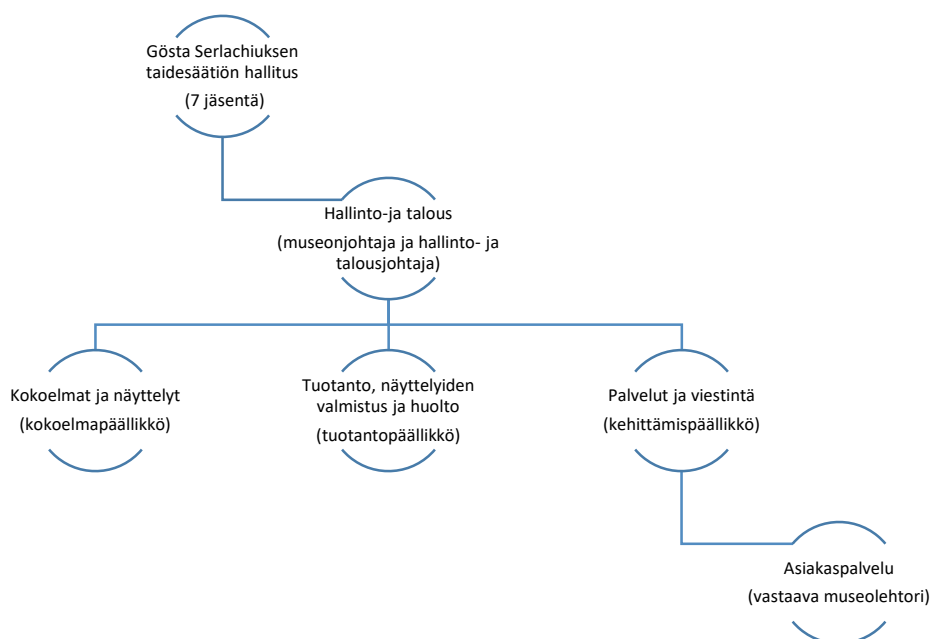 Gösta Serlachiuksen
taidesäätiön hallitus
(7 jäsentä)
Hallinto-ja talous
(museonjohtaja ja hallinto- ja
talousjohtaja)
Kokoelmat ja näyttelyt
(kokoelmapäällikkö)
Tuotanto, näyttelyiden
valmistus ja huolto
(tuotantopäällikkö)
Palvelut ja viestintä
(kehittämispäällikkö)
Asiakaspalvelu
(vastaava museolehtori)